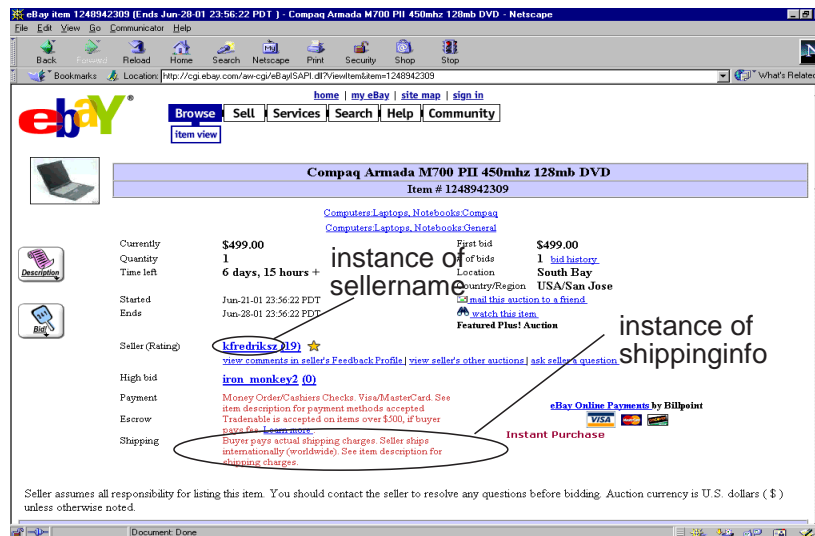 eBay item 1248942309 (Ends Jun-28-01 23:56:22 PDT ) - Compaq Armada M700 PII 450mhz 128mb DVD - Netscape
File Edit View Go Communicator Help
Back Forward Reload Home Search Netscape Print Security Shop Stop
Bookmarks Location: http://cgi.ebay.com/aw-cgi/eBayISAPI.dll?ViewItem&item=1248942309 What's Related
home | my eBay | site map | sign in
ebaY ®
Browse Sell Services Search Help Community
item view
Compaq Armada M700 PII 450mhz 128mb DVD
Item # 1248942309
Computers:Laptops, Notebooks:Compaq
Computers:Laptops, Notebooks:General
Description
Bid!
Currently $499.00 First bid $499.00
Quantity 1 # of bids 1 bid history
Time left 6 days, 15 hours + Location South Bay
Country/Region USA/San Jose
instance of
sellername
Started Jun-21-01 23:56:22 PDT mail this auction to a friend
Ends Jun-28-01 23:56:22 PDT watch this item
Featured Plus! Auction
instance of
shippinginfo
Seller (Rating) kfredriksz (19)
view comments in seller's Feedback Profile | view seller's other auctions | ask seller a question
High bid iron_monkey2 (0)
Payment Money Order/Cashiers Checks. Visa/MasterCard. See
item description for payment methods accepted
Escrow Tradenable is accepted on items over $500, if buyer
pays fee. Learn more.
eBay Online Payments by Billpoint
VISA
Instant Purchase
Shipping Buyer pays actual shipping charges. Seller ships
internationally (worldwide). See item description for
shipping charges.
Seller assumes all responsibility for listing this item. You should contact the seller to resolve any questions before bidding. Auction currency is U.S. dollars ( $ )
unless otherwise noted.
Document: Done